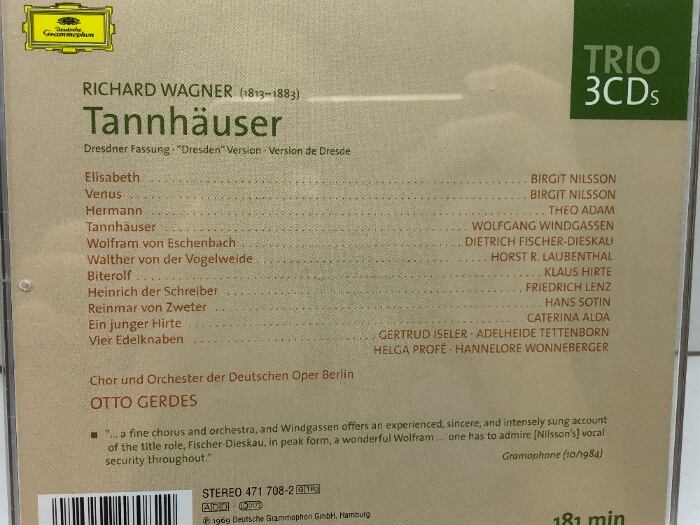 Deutsche
Grammophon
TRIO
3CDs
RICHARD WAGNER (1813–1883)
Tannhäuser
Dresdner Fassung · "Dresden" Version · Version de Dresde
Elisabeth ........ BIRGIT NILSSON
Venus ........ BIRGIT NILSSON
Hermann ........ THEO ADAM
Tannhäuser ........ WOLFGANG WINDGASSEN
Wolfram von Eschenbach ........ DIETRICH FISCHER-DIESKAU
Walther von der Vogelweide ........ HORST R. LAUBENTHAL
Biterolf ........ KLAUS HIRTE
Heinrich der Schreiber ........ FRIEDRICH LENZ
Reinmar von Zweter ........ HANS SOTIN
Ein junger Hirte ........ CATERINA ALDA
Vier Edelknaben ........ GERTRUD ISELER · ADELHEIDE TETTENBORN
HELGA PROFÉ · HANNELORE WONNEBERGER
Chor und Orchester der Deutschen Oper Berlin
OTTO GERDES
"... a fine chorus and orchestra, and Windgassen offers an experienced, sincere, and intensely sung account
of the title role, Fischer-Dieskau, in peak form, a wonderful Wolfram ... one has to admire [Nilsson's] vocal
security throughout."
Gramophone (10/1984)
STEREO 471 708-2 GTR3
ADD
℗ 1969 Deutsche Grammophon GmbH, Hamburg
181 min